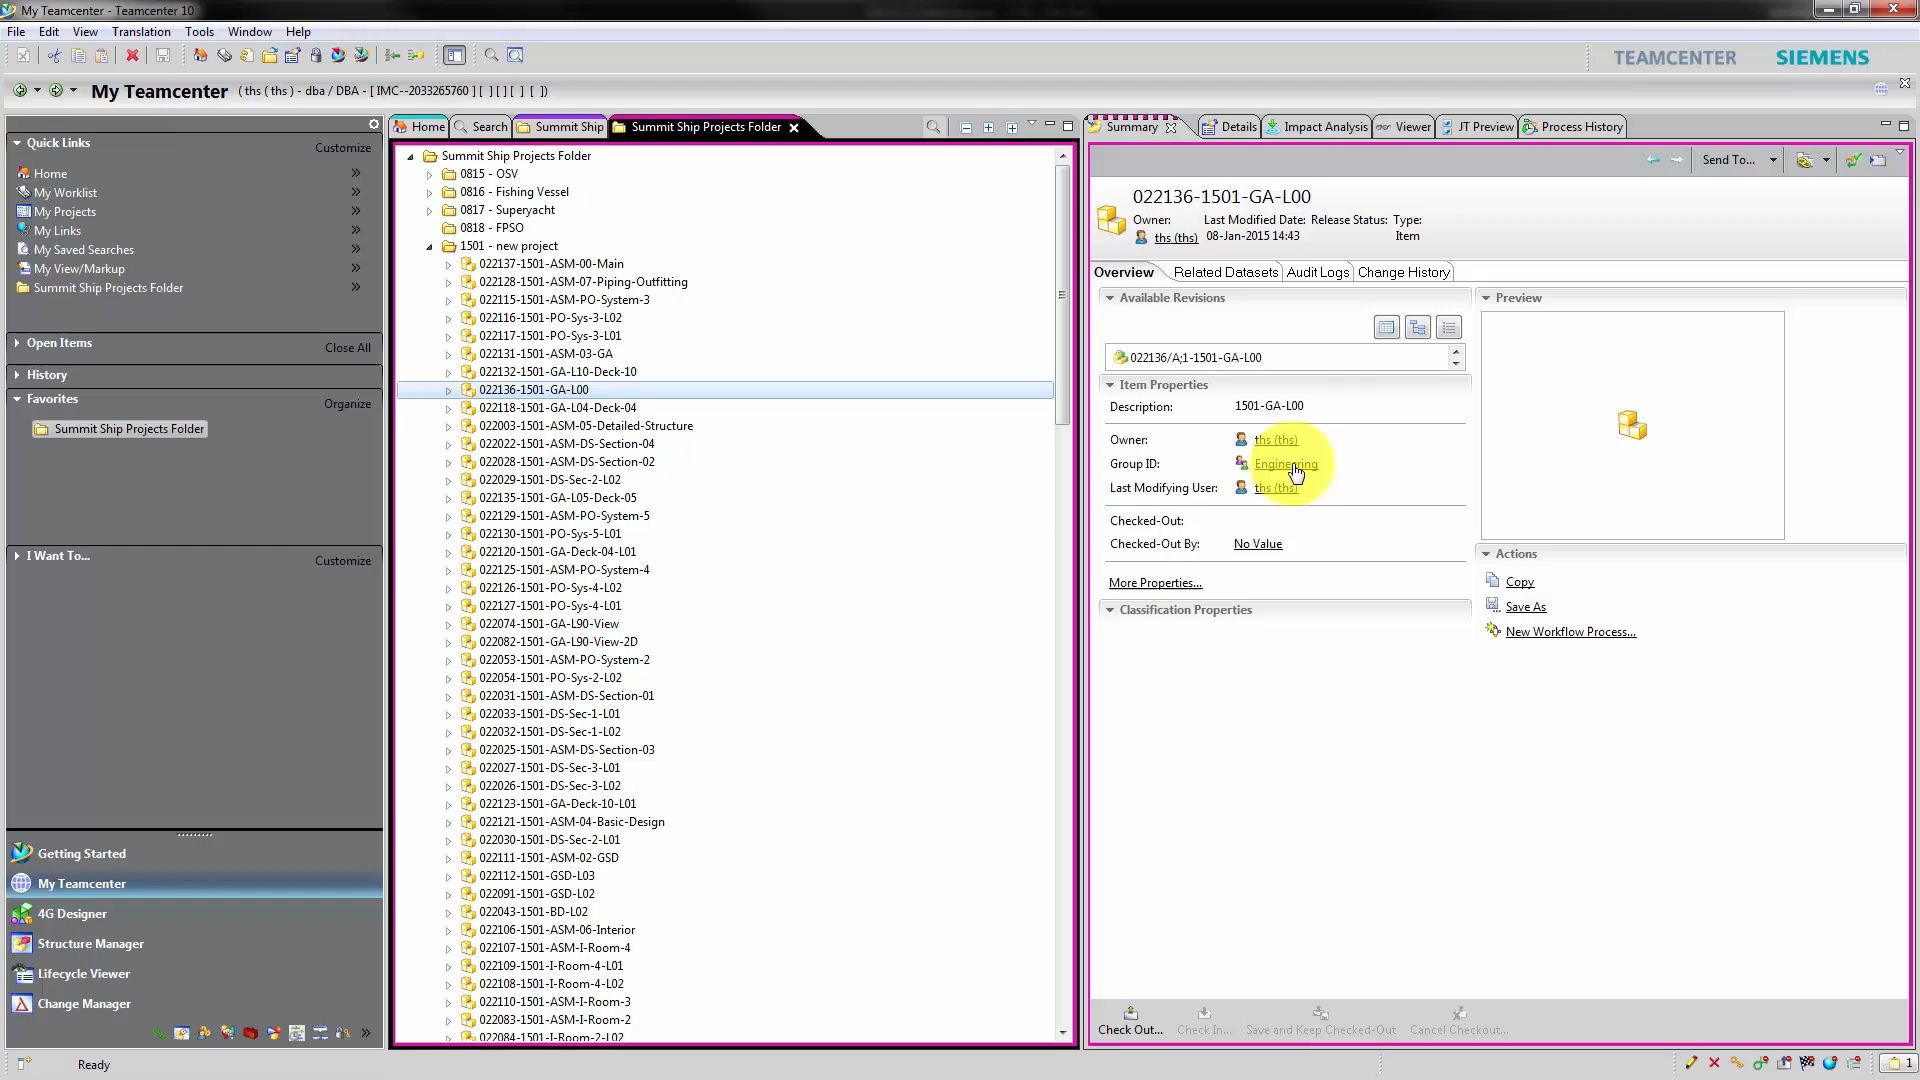 My Teamcenter - Teamcenter 10
File Edit View Translation Tools Window Help
TEAMCENTER SIEMENS
My Teamcenter ( ths ( ths ) - dba / DBA - [ IMC--2033265760 ] [ ] [ ] [ ] [ ])
Quick Links
Customize
Home
My Worklist
My Projects
My Links
My Saved Searches
My View/Markup
Summit Ship Projects Folder
Open Items
Close All
History
Favorites
Organize
Summit Ship Projects Folder
I Want To...
Customize
Getting Started
My Teamcenter
4G Designer
Structure Manager
Lifecycle Viewer
Change Manager
Ready
Home Search Summit Ship Summit Ship Projects Folder
Summit Ship Projects Folder
0815 - OSV
0816 - Fishing Vessel
0817 - Superyacht
0818 - FPSO
1501 - new project
022137-1501-ASM-00-Main
022128-1501-ASM-07-Piping-Outfitting
022115-1501-ASM-PO-System-3
022116-1501-PO-Sys-3-L02
022117-1501-PO-Sys-3-L01
022131-1501-ASM-03-GA
022132-1501-GA-L10-Deck-10
022136-1501-GA-L00
022118-1501-GA-L04-Deck-04
022003-1501-ASM-05-Detailed-Structure
022022-1501-ASM-DS-Section-04
022028-1501-ASM-DS-Section-02
022029-1501-DS-Sec-2-L02
022135-1501-GA-L05-Deck-05
022129-1501-ASM-PO-System-5
022130-1501-PO-Sys-5-L01
022120-1501-GA-Deck-04-L01
022125-1501-ASM-PO-System-4
022126-1501-PO-Sys-4-L02
022127-1501-PO-Sys-4-L01
022074-1501-GA-L90-View
022082-1501-GA-L90-View-2D
022053-1501-ASM-PO-System-2
022054-1501-PO-Sys-2-L02
022031-1501-ASM-DS-Section-01
022033-1501-DS-Sec-1-L01
022032-1501-DS-Sec-1-L02
022025-1501-ASM-DS-Section-03
022027-1501-DS-Sec-3-L01
022026-1501-DS-Sec-3-L02
022123-1501-GA-Deck-10-L01
022121-1501-ASM-04-Basic-Design
022030-1501-DS-Sec-2-L01
022111-1501-ASM-02-GSD
022112-1501-GSD-L03
022091-1501-GSD-L02
022043-1501-BD-L02
022106-1501-ASM-06-Interior
022107-1501-ASM-I-Room-4
022109-1501-I-Room-4-L01
022108-1501-I-Room-4-L02
022110-1501-ASM-I-Room-3
022083-1501-ASM-I-Room-2
022084-1501-I-Room-2-L02
Summary Details Impact Analysis Viewer JT Preview Process History
Send To...
022136-1501-GA-L00
Owner: Last Modified Date: Release Status: Type:
ths (ths) 08-Jan-2015 14:43 Item
Overview Related Datasets Audit Logs Change History
Available Revisions
022136/A;1-1501-GA-L00
Item Properties
Description: 1501-GA-L00
Owner: ths (ths)
Group ID: Engineering
Last Modifying User: ths (ths)
Checked-Out:
Checked-Out By: No Value
More Properties...
Classification Properties
Preview
Actions
Copy
Save As
New Workflow Process...
Check Out... Check In... Save and Keep Checked-Out Cancel Checkout...
1